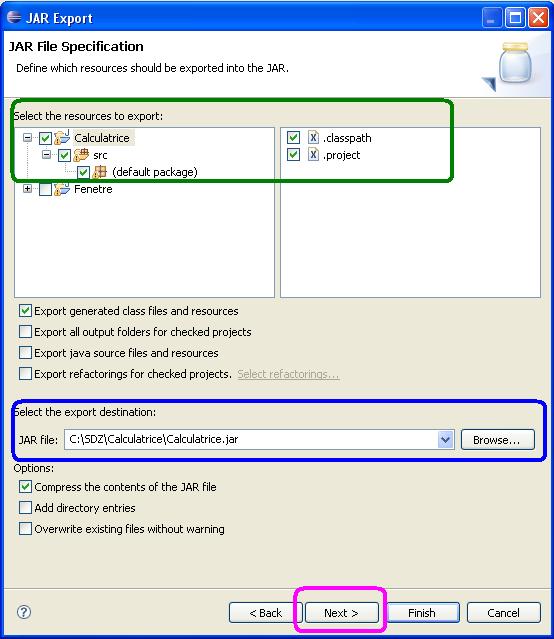 JAR Export
JAR File Specification
Define which resources should be exported into the JAR.
Select the resources to export:
Calculatrice
src
(default package)
Fenetre
.classpath
.project
Export generated class files and resources
Export all output folders for checked projects
Export java source files and resources
Export refactorings for checked projects. Select refactorings...
Select the export destination:
JAR file: C:\SDZ\Calculatrice\Calculatrice.jar Browse...
Options:
Compress the contents of the JAR file
Add directory entries
Overwrite existing files without warning
? < Back Next > Finish Cancel